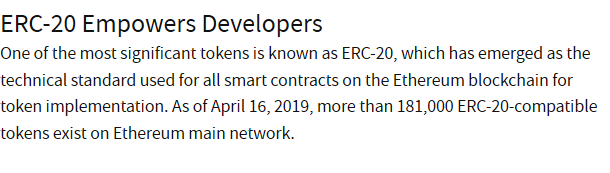 ERC-20 Empowers Developers
One of the most significant tokens is known as ERC-20, which has emerged as the
technical standard used for all smart contracts on the Ethereum blockchain for
token implementation. As of April 16, 2019, more than 181,000 ERC-20-compatible
tokens exist on Ethereum main network.